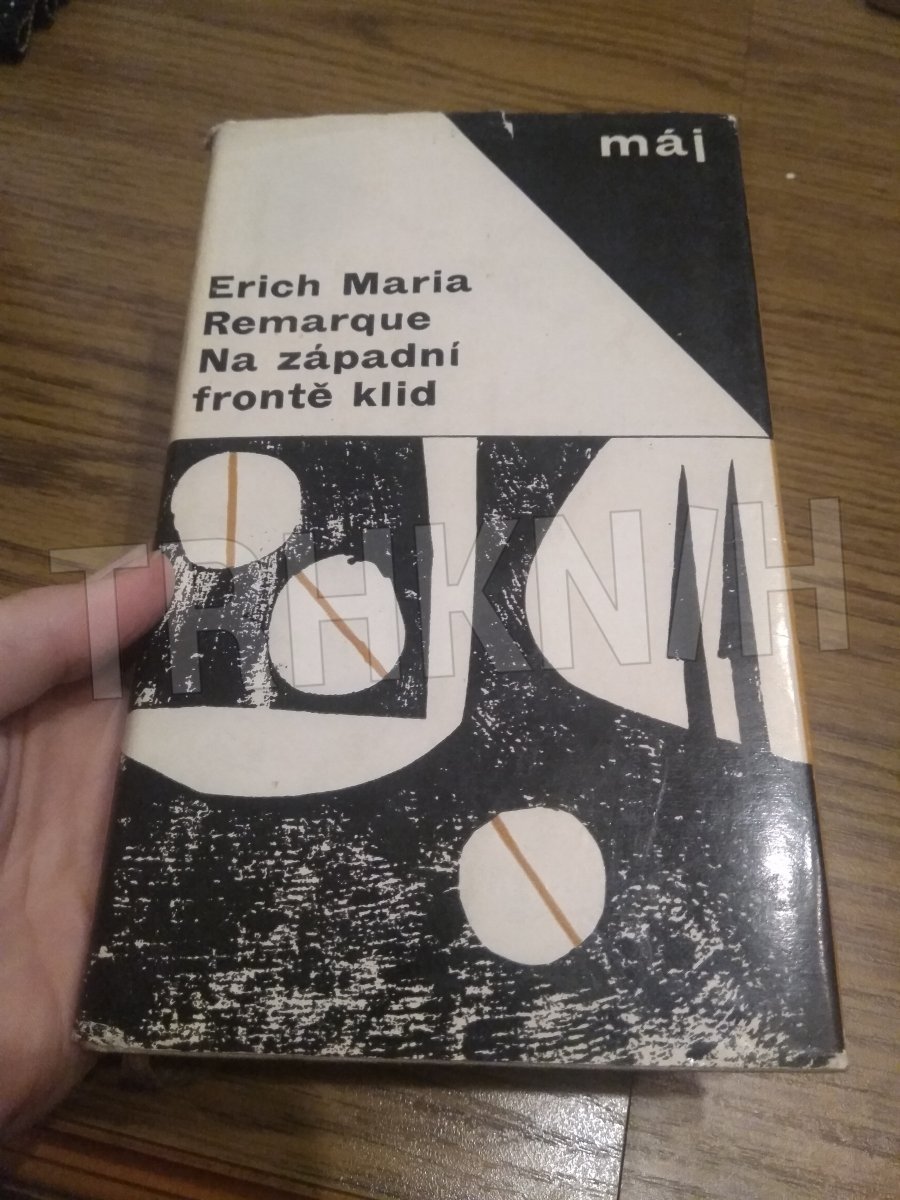 máj
Erich Maria
Remarque
Na západní
frontě klid
TRHKNIH